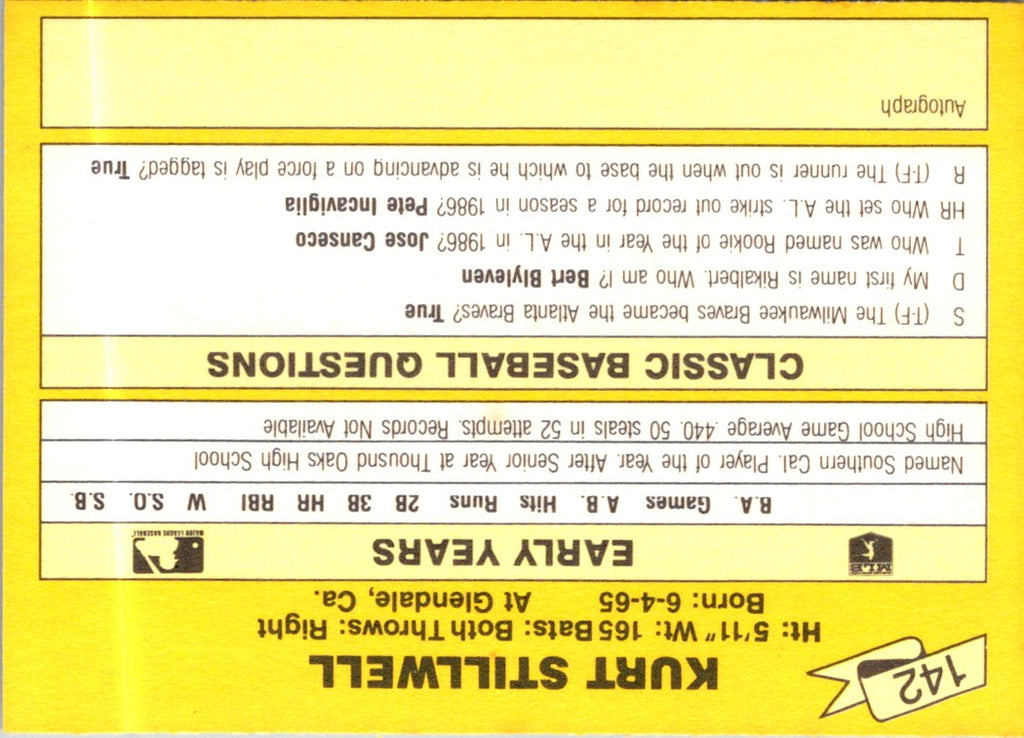 142
KURT STILLWELL
Ht: 5'11" Wt: 165 Bats: Both Throws: Right
Born: 6-4-65 At Glendale, Ca.
MLB
EARLY YEARS
MAJOR LEAGUE BASEBALL
B.A. Games A.B. Hits Runs 2B 3B HR RBI W S.O. S.B.
Named Southern Cal. Player of the Year. After Senior Year at Thousnd Oaks High School
High School Game Average .440. 50 steals in 52 attempts. Records Not Available
CLASSIC BASEBALL QUESTIONS
S (T-F) The Milwaukee Braves became the Atlanta Braves? True
D My first name is Rikalbert. Who am I? Bert Blyleven
T Who was named Rookie of the Year in the A.L. in 1986? Jose Canseco
HR Who set the A.L. strike out record for a season in 1986? Pete Incaviglia
R (T-F) The runner is out when the base to which he is advancing on a force play is tagged? True
Autograph